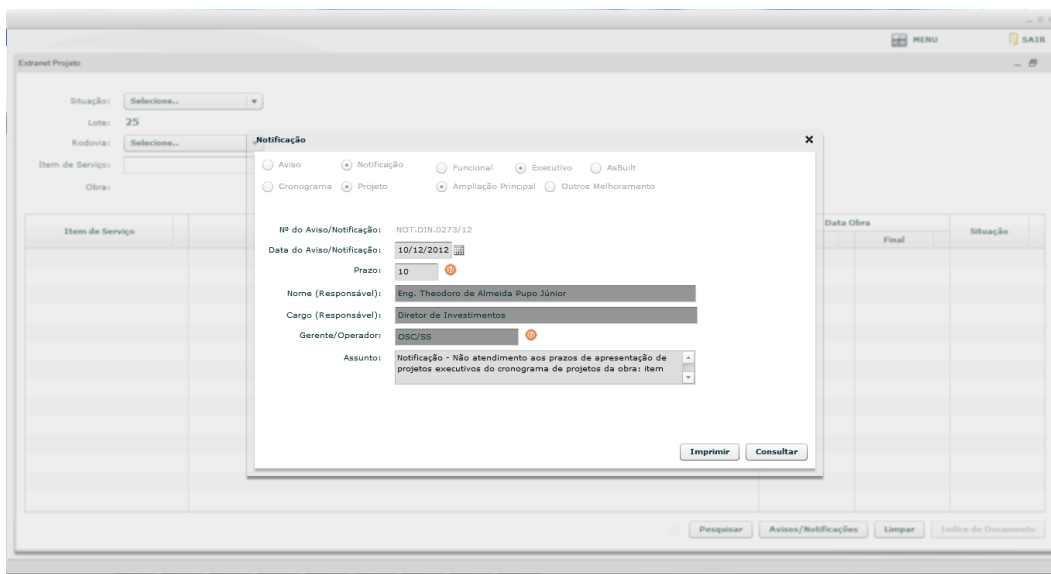 MENU
SAIR
Extranet Projeto
Situação: Selecione..
Lote: 25
Rodovia: Selecione..
Item de Serviço:
Obra:
Notificação
Aviso Notificação Funcional Executivo AsBuilt
Cronograma Projeto Ampliação Principal Outros Melhoramento
Nº do Aviso/Notificação: NOT.DIN.0273/12
Data do Aviso/Notificação: 10/12/2012
Prazo: 10
Nome (Responsável): Eng. Theodoro de Almeida Pupo Júnior
Cargo (Responsável): Diretor de Investimentos
Gerente/Operador: OSC/SS
Assunto: Notificação - Não atendimento aos prazos de apresentação de
projetos executivos do cronograma de projetos da obra: item
Imprimir Consultar
Item de Serviço
Data Obra
Final
Situação
Pesquisar Avisos/Notificações Limpar Indice de Documento